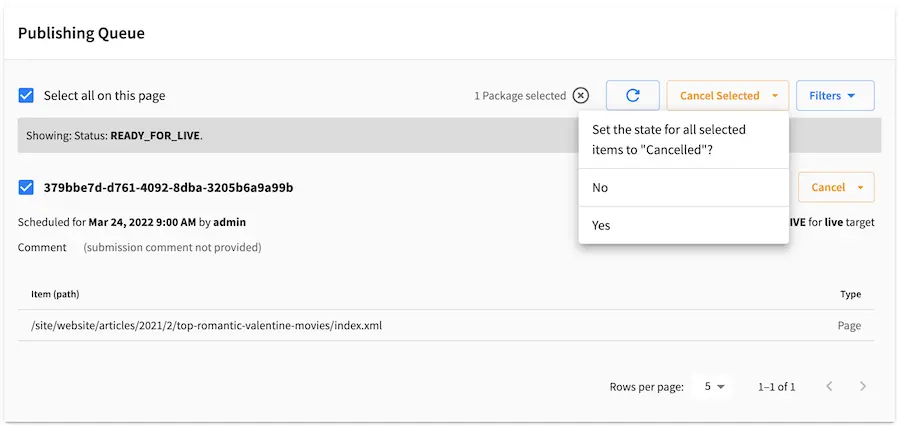 Publishing Queue
Select all on this page
1 Package selected
Cancel Selected
Filters
Set the state for all selected
items to "Cancelled"?
No
Yes
Showing: Status: READY_FOR_LIVE.
379bbe7d-d761-4092-8dba-3205b6a9a99b
Cancel
Scheduled for Mar 24, 2022 9:00 AM by admin
IVE for live target
Comment (submission comment not provided)
Item (path) Type
/site/website/articles/2021/2/top-romantic-valentine-movies/index.xml Page
Rows per page: 5 1–1 of 1